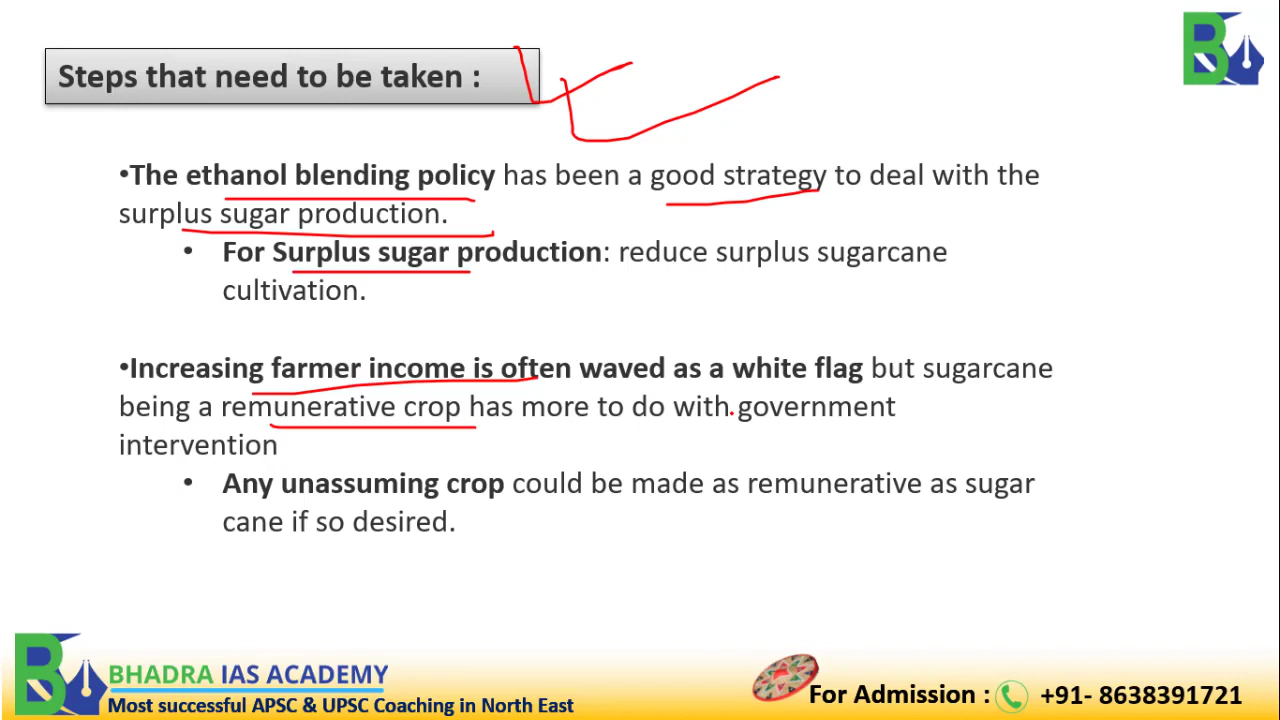 Steps that need to be taken :
•The ethanol blending policy has been a good strategy to deal with the
surplus sugar production.
• For Surplus sugar production: reduce surplus sugarcane
cultivation.
•Increasing farmer income is often waved as a white flag but sugarcane
being a remunerative crop has more to do with government
intervention
• Any unassuming crop could be made as remunerative as sugar
cane if so desired.
BHADRA IAS ACADEMY
Most successful APSC & UPSC Coaching in North East
For Admission : +91- 8638391721